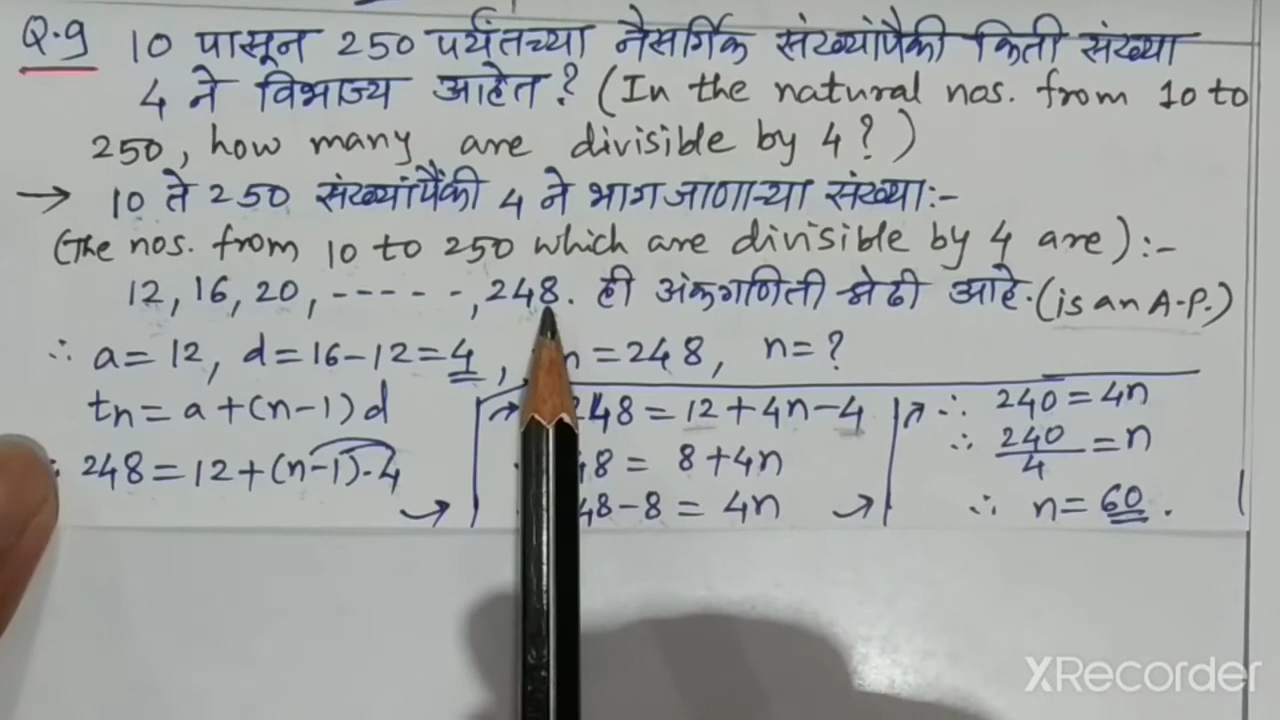 Q.9 10 पासून 250 पर्यंतच्या नैसर्गिक संख्यांपैकी किती संख्या
4 ने विभाज्य आहेत? (In the natural nos. from 10 to
250, how many are divisible by 4?)
→ 10 ते 250 संख्यांपैकी 4 ने भाग जाणाऱ्या संख्या:-
(The nos. from 10 to 250 which are divisible by 4 are):-
12, 16, 20, ------, 248. ही अंकगणिती श्रेढी आहे. (is an A.P.)
∴ a = 12, d = 16-12 = 4, n = 248, n = ?
tn = a + (n-1) d
248 = 12 + (n-1).4
→ 248 = 12 + 4n - 4
48 = 8 + 4n
48 - 8 = 4n
→ ∴ 240 = 4n
∴ 240/4 = n
∴ n = 60.
XRecorder